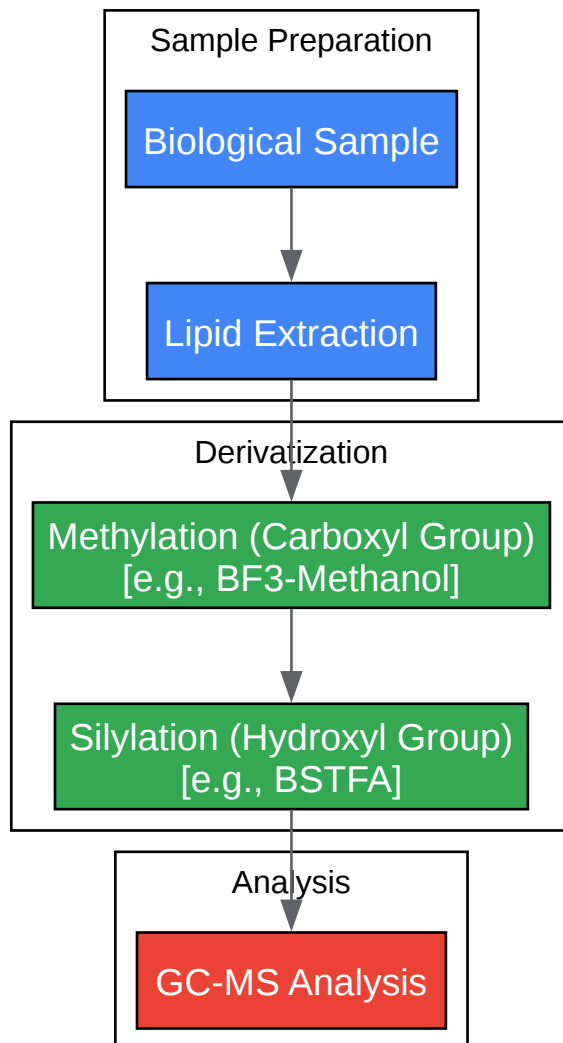 Sample Preparation
Biological Sample
Lipid Extraction
Derivatization
Methylation (Carboxyl Group)
[e.g., BF3-Methanol]
Silylation (Hydroxyl Group)
[e.g., BSTFA]
Analysis
GC-MS Analysis